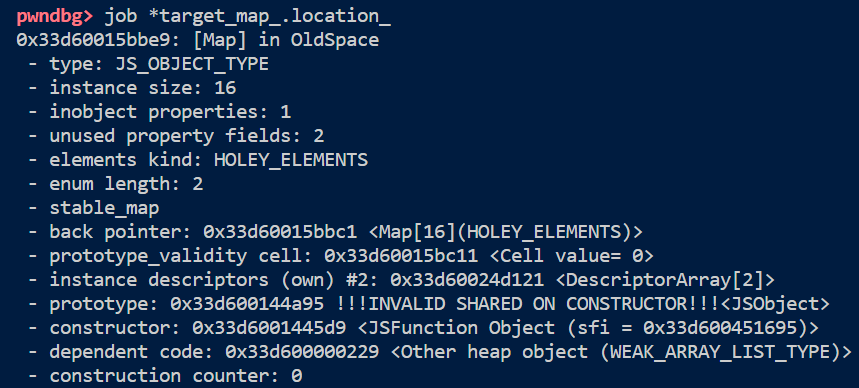 pwndbg> job *target_map_.location_
0x33d60015bbe9: [Map] in OldSpace
- type: JS_OBJECT_TYPE
- instance size: 16
- inobject properties: 1
- unused property fields: 2
- elements kind: HOLEY_ELEMENTS
- enum length: 2
- stable_map
- back pointer: 0x33d60015bbc1 <Map[16](HOLEY_ELEMENTS)>
- prototype_validity cell: 0x33d60015bc11 <Cell value= 0>
- instance descriptors (own) #2: 0x33d60024d121 <DescriptorArray[2]>
- prototype: 0x33d600144a95 !!!INVALID SHARED ON CONSTRUCTOR!!!<JSObject>
- constructor: 0x33d6001445d9 <JSFunction Object (sfi = 0x33d600451695)>
- dependent code: 0x33d600000229 <Other heap object (WEAK_ARRAY_LIST_TYPE)>
- construction counter: 0